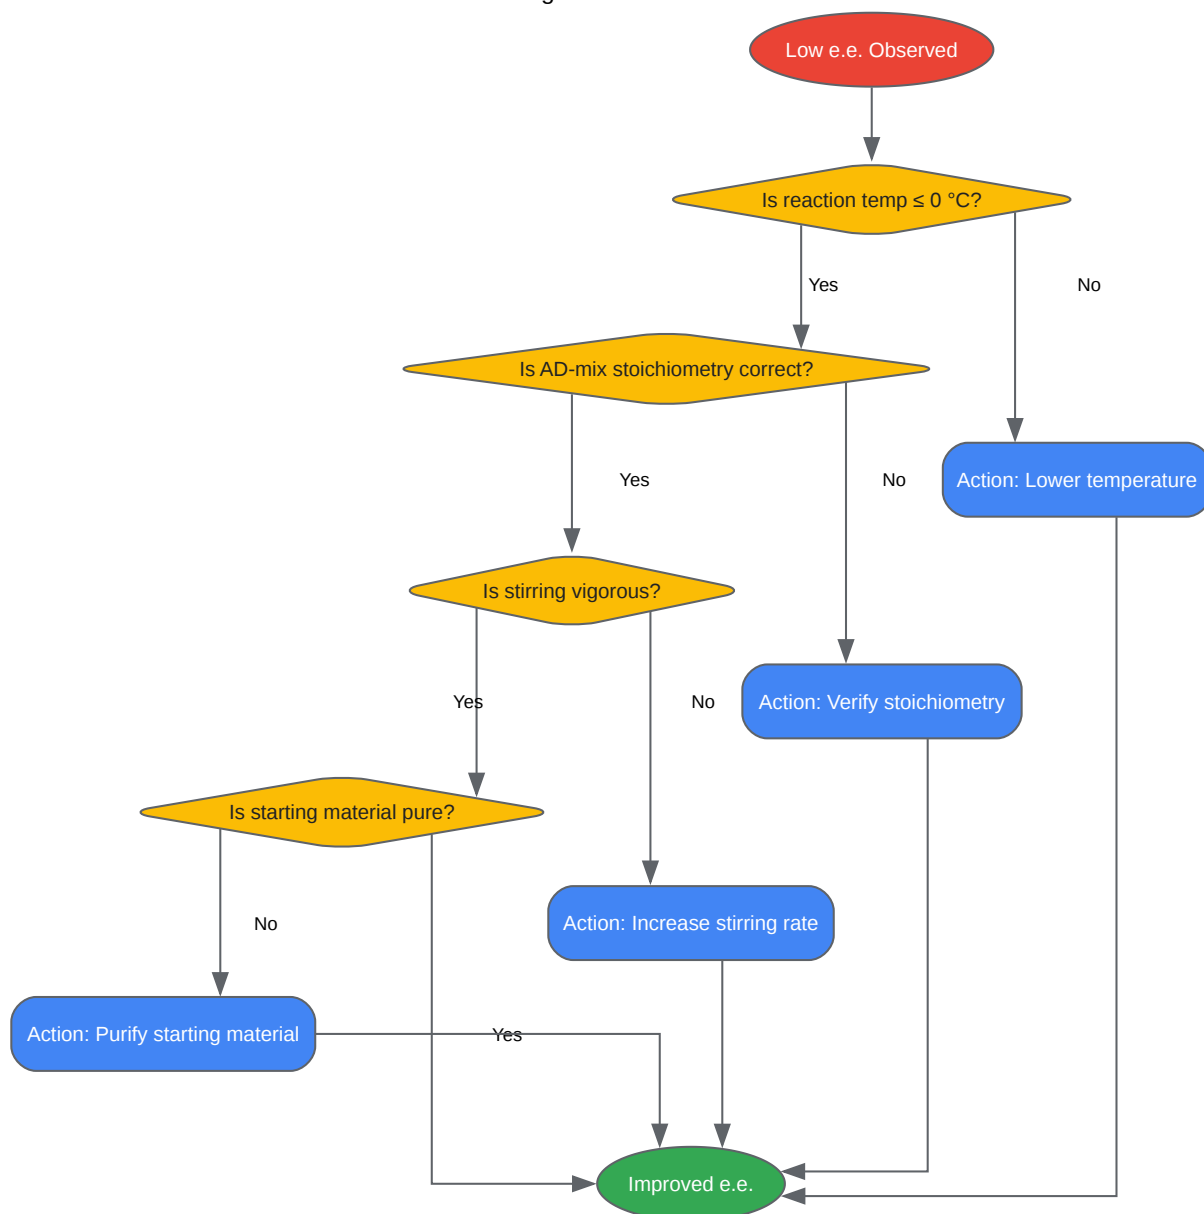 Low e.e. Observed
Is reaction temp ≤ 0 °C?
Yes
No
Is AD-mix stoichiometry correct?
Yes
No
Action: Lower temperature
Is stirring vigorous?
Yes
No
Action: Verify stoichiometry
Is starting material pure?
No
Action: Increase stirring rate
Action: Purify starting material
Yes
Improved e.e.